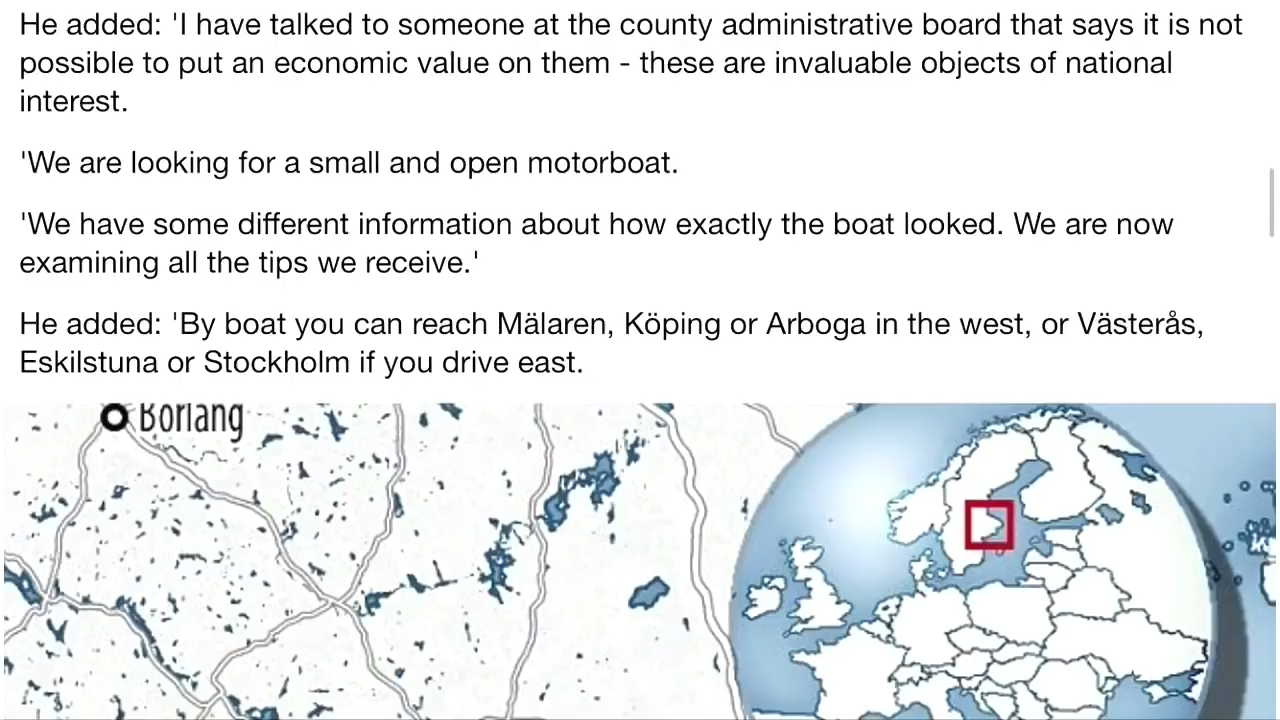 He added: 'I have talked to someone at the county administrative board that says it is not
possible to put an economic value on them - these are invaluable objects of national
interest.
'We are looking for a small and open motorboat.
'We have some different information about how exactly the boat looked. We are now
examining all the tips we receive.'
He added: 'By boat you can reach Mälaren, Köping or Arboga in the west, or Västerås,
Eskilstuna or Stockholm if you drive east.
Borlang